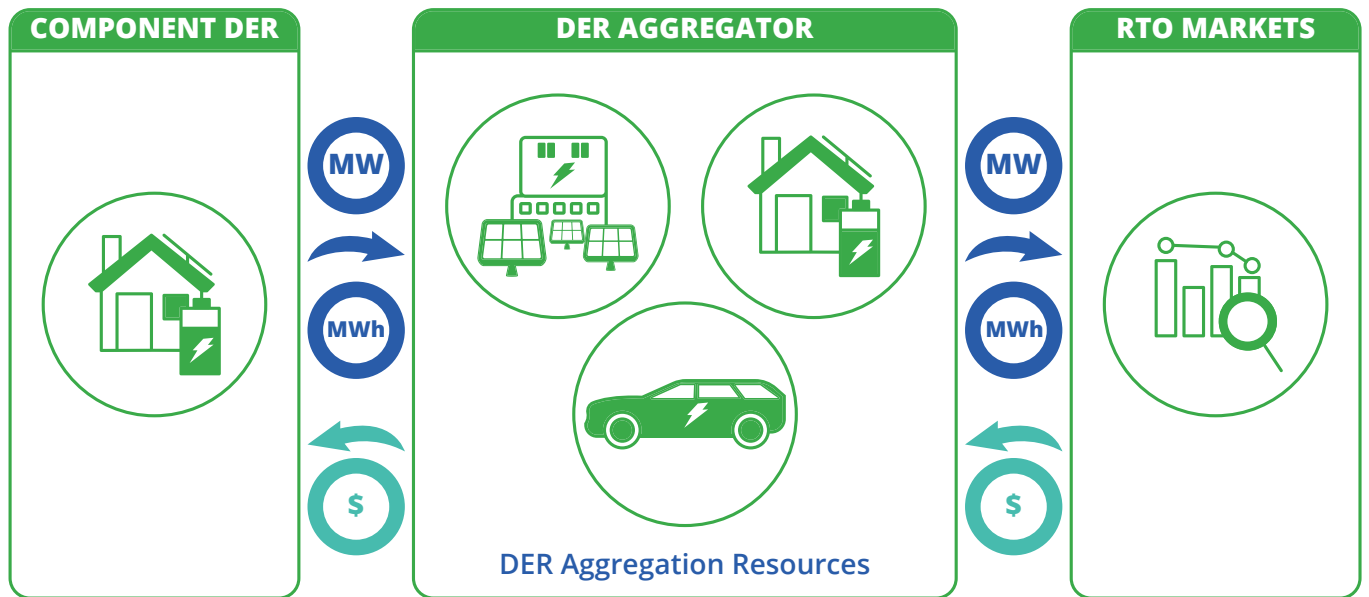 COMPONENT DER
DER AGGREGATOR
RTO MARKETS
MW
MWh
$
MW
MWh
$
DER Aggregation Resources